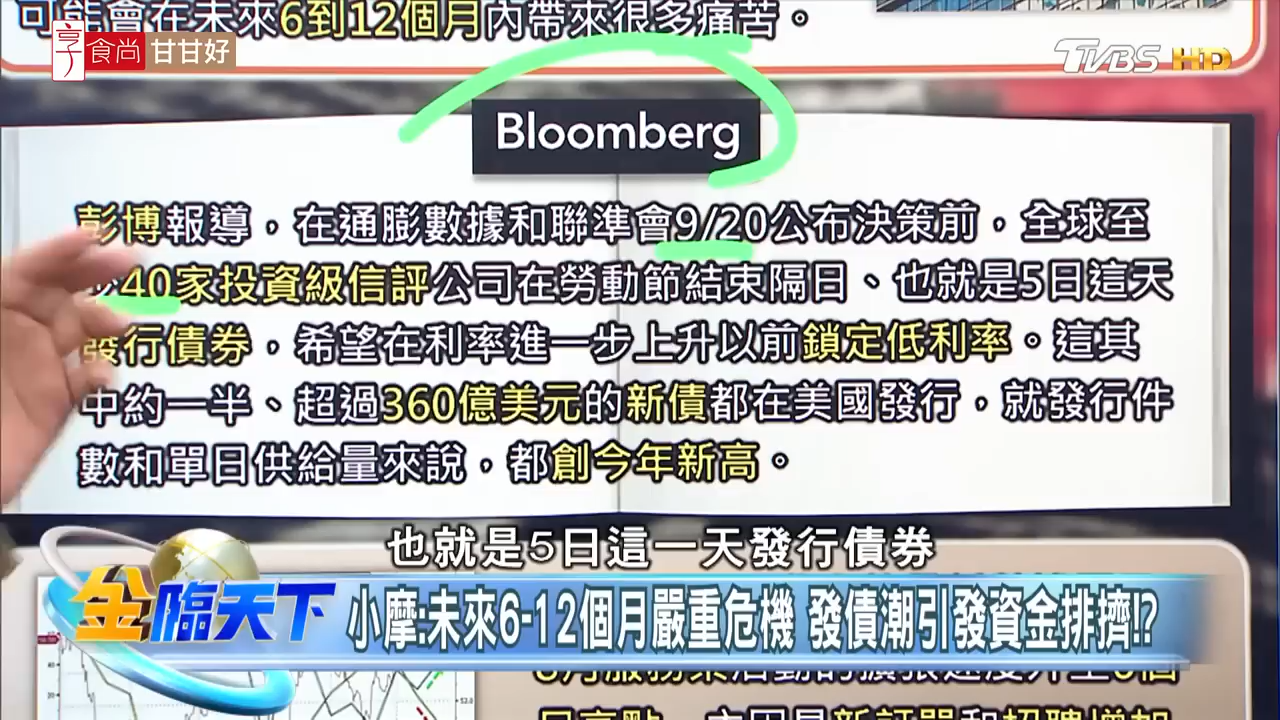 可能會在未來6到12個月內帶來很多痛苦。
享食尚 甘甘好
TVBS HD
Bloomberg
彭博報導，在通膨數據和聯準會9/20公布決策前，全球至
40家投資級信評公司在勞動節結束隔日、也就是5日這天
發行債券，希望在利率進一步上升以前鎖定低利率。這其
中約一半、超過360億美元的新債都在美國發行，就發行件
數和單日供給量來說，都創今年新高。
也就是5日這一天發行債券
金臨天下
小摩:未來6-12個月嚴重危機 發債潮引發資金排擠!?